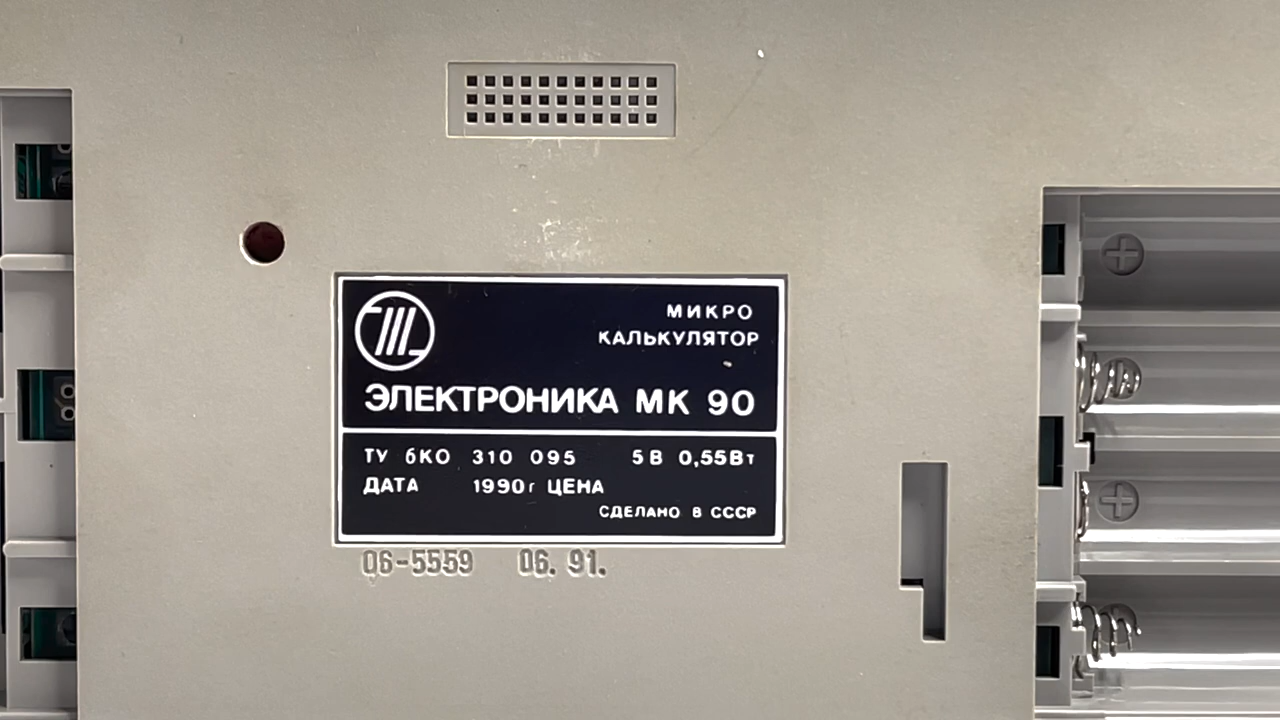 МИКРО
КАЛЬКУЛЯТОР
ЭЛЕКТРОНИКА МК 90
ТУ 6КО 310 095 5В 0,55Вт
ДАТА 1990г ЦЕНА
СДЕЛАНО В СССР
06-5559 06. 91.